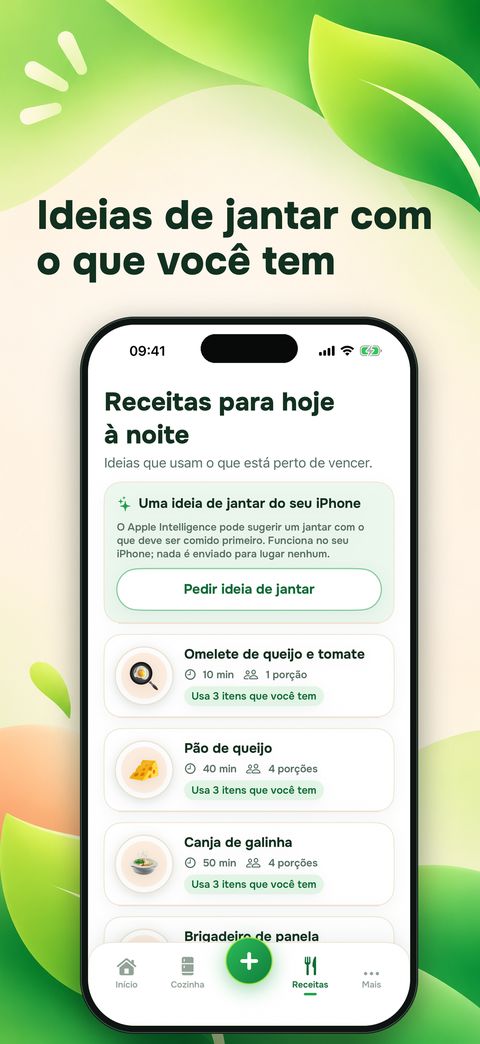 Ideias de jantar com
o que você tem
09:41
Receitas para hoje
à noite
Ideias que usam o que está perto de vencer.
Uma ideia de jantar do seu iPhone
O Apple Intelligence pode sugerir um jantar com o
que deve ser comido primeiro. Funciona no seu
iPhone; nada é enviado para lugar nenhum.
Pedir ideia de jantar
Omelete de queijo e tomate
10 min 1 porção
Usa 3 itens que você tem
Pão de queijo
40 min 4 porções
Usa 3 itens que você tem
Canja de galinha
50 min 4 porções
Usa 3 itens que você tem
Brigadeiro de panela
Início Cozinha Receitas Mais